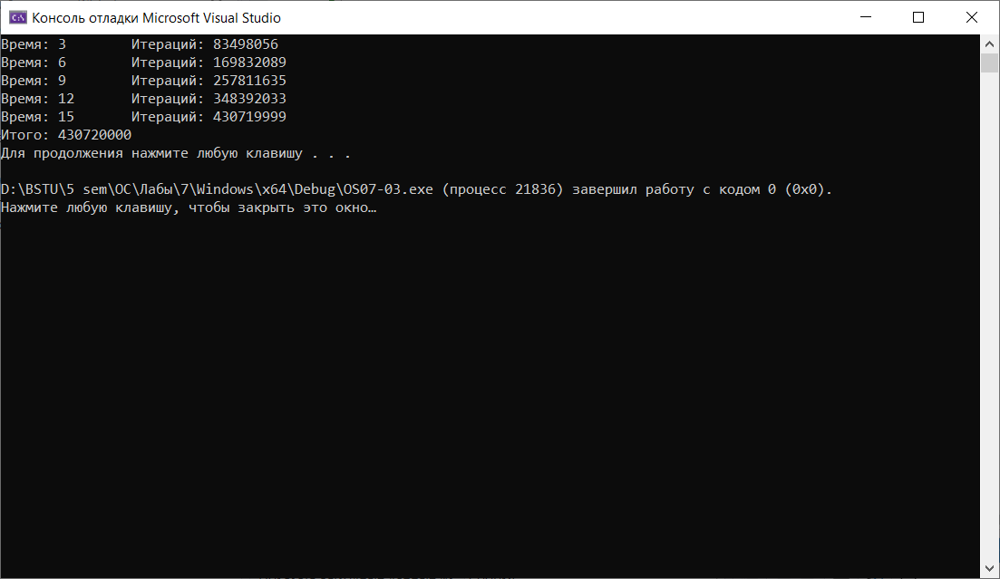 Консоль отладки Microsoft Visual Studio
Время: 3 Итераций: 83498056
Время: 6 Итераций: 169832089
Время: 9 Итераций: 257811635
Время: 12 Итераций: 348392033
Время: 15 Итераций: 430719999
Итого: 430720000
Для продолжения нажмите любую клавишу . . .
D:\BSTU\5 sem\ОС\Лабы\7\Windows\x64\Debug\OS07-03.exe (процесс 21836) завершил работу с кодом 0 (0x0).
Нажмите любую клавишу, чтобы закрыть это окно…